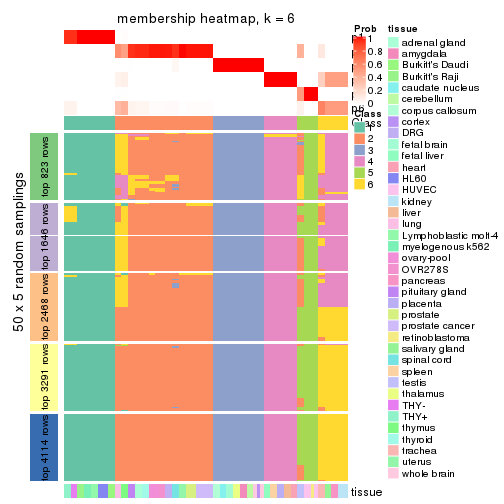 membership heatmap, k = 6
p1
Prob
1
0.8
0.6
0.4
0.2
0
p6
Class
Class
1
2
3
4
5
6
tissue
adrenal gland
amygdala
Burkitt's Daudi
Burkitt's Raji
caudate nucleus
cerebellum
corpus callosum
cortex
DRG
fetal brain
fetal liver
heart
HL60
HUVEC
kidney
liver
lung
Lymphoblastic molt-4
myelogenous k562
ovary-pool
OVR278S
pancreas
pituitary gland
placenta
prostate
prostate cancer
retinoblastoma
salivary gland
spinal cord
spleen
testis
thalamus
THY-
THY+
thymus
thyroid
trachea
uterus
whole brain
50 x 5 random samplings
top 823 rows
top 1646 rows
top 2468 rows
top 3291 rows
top 4114 rows
tissue